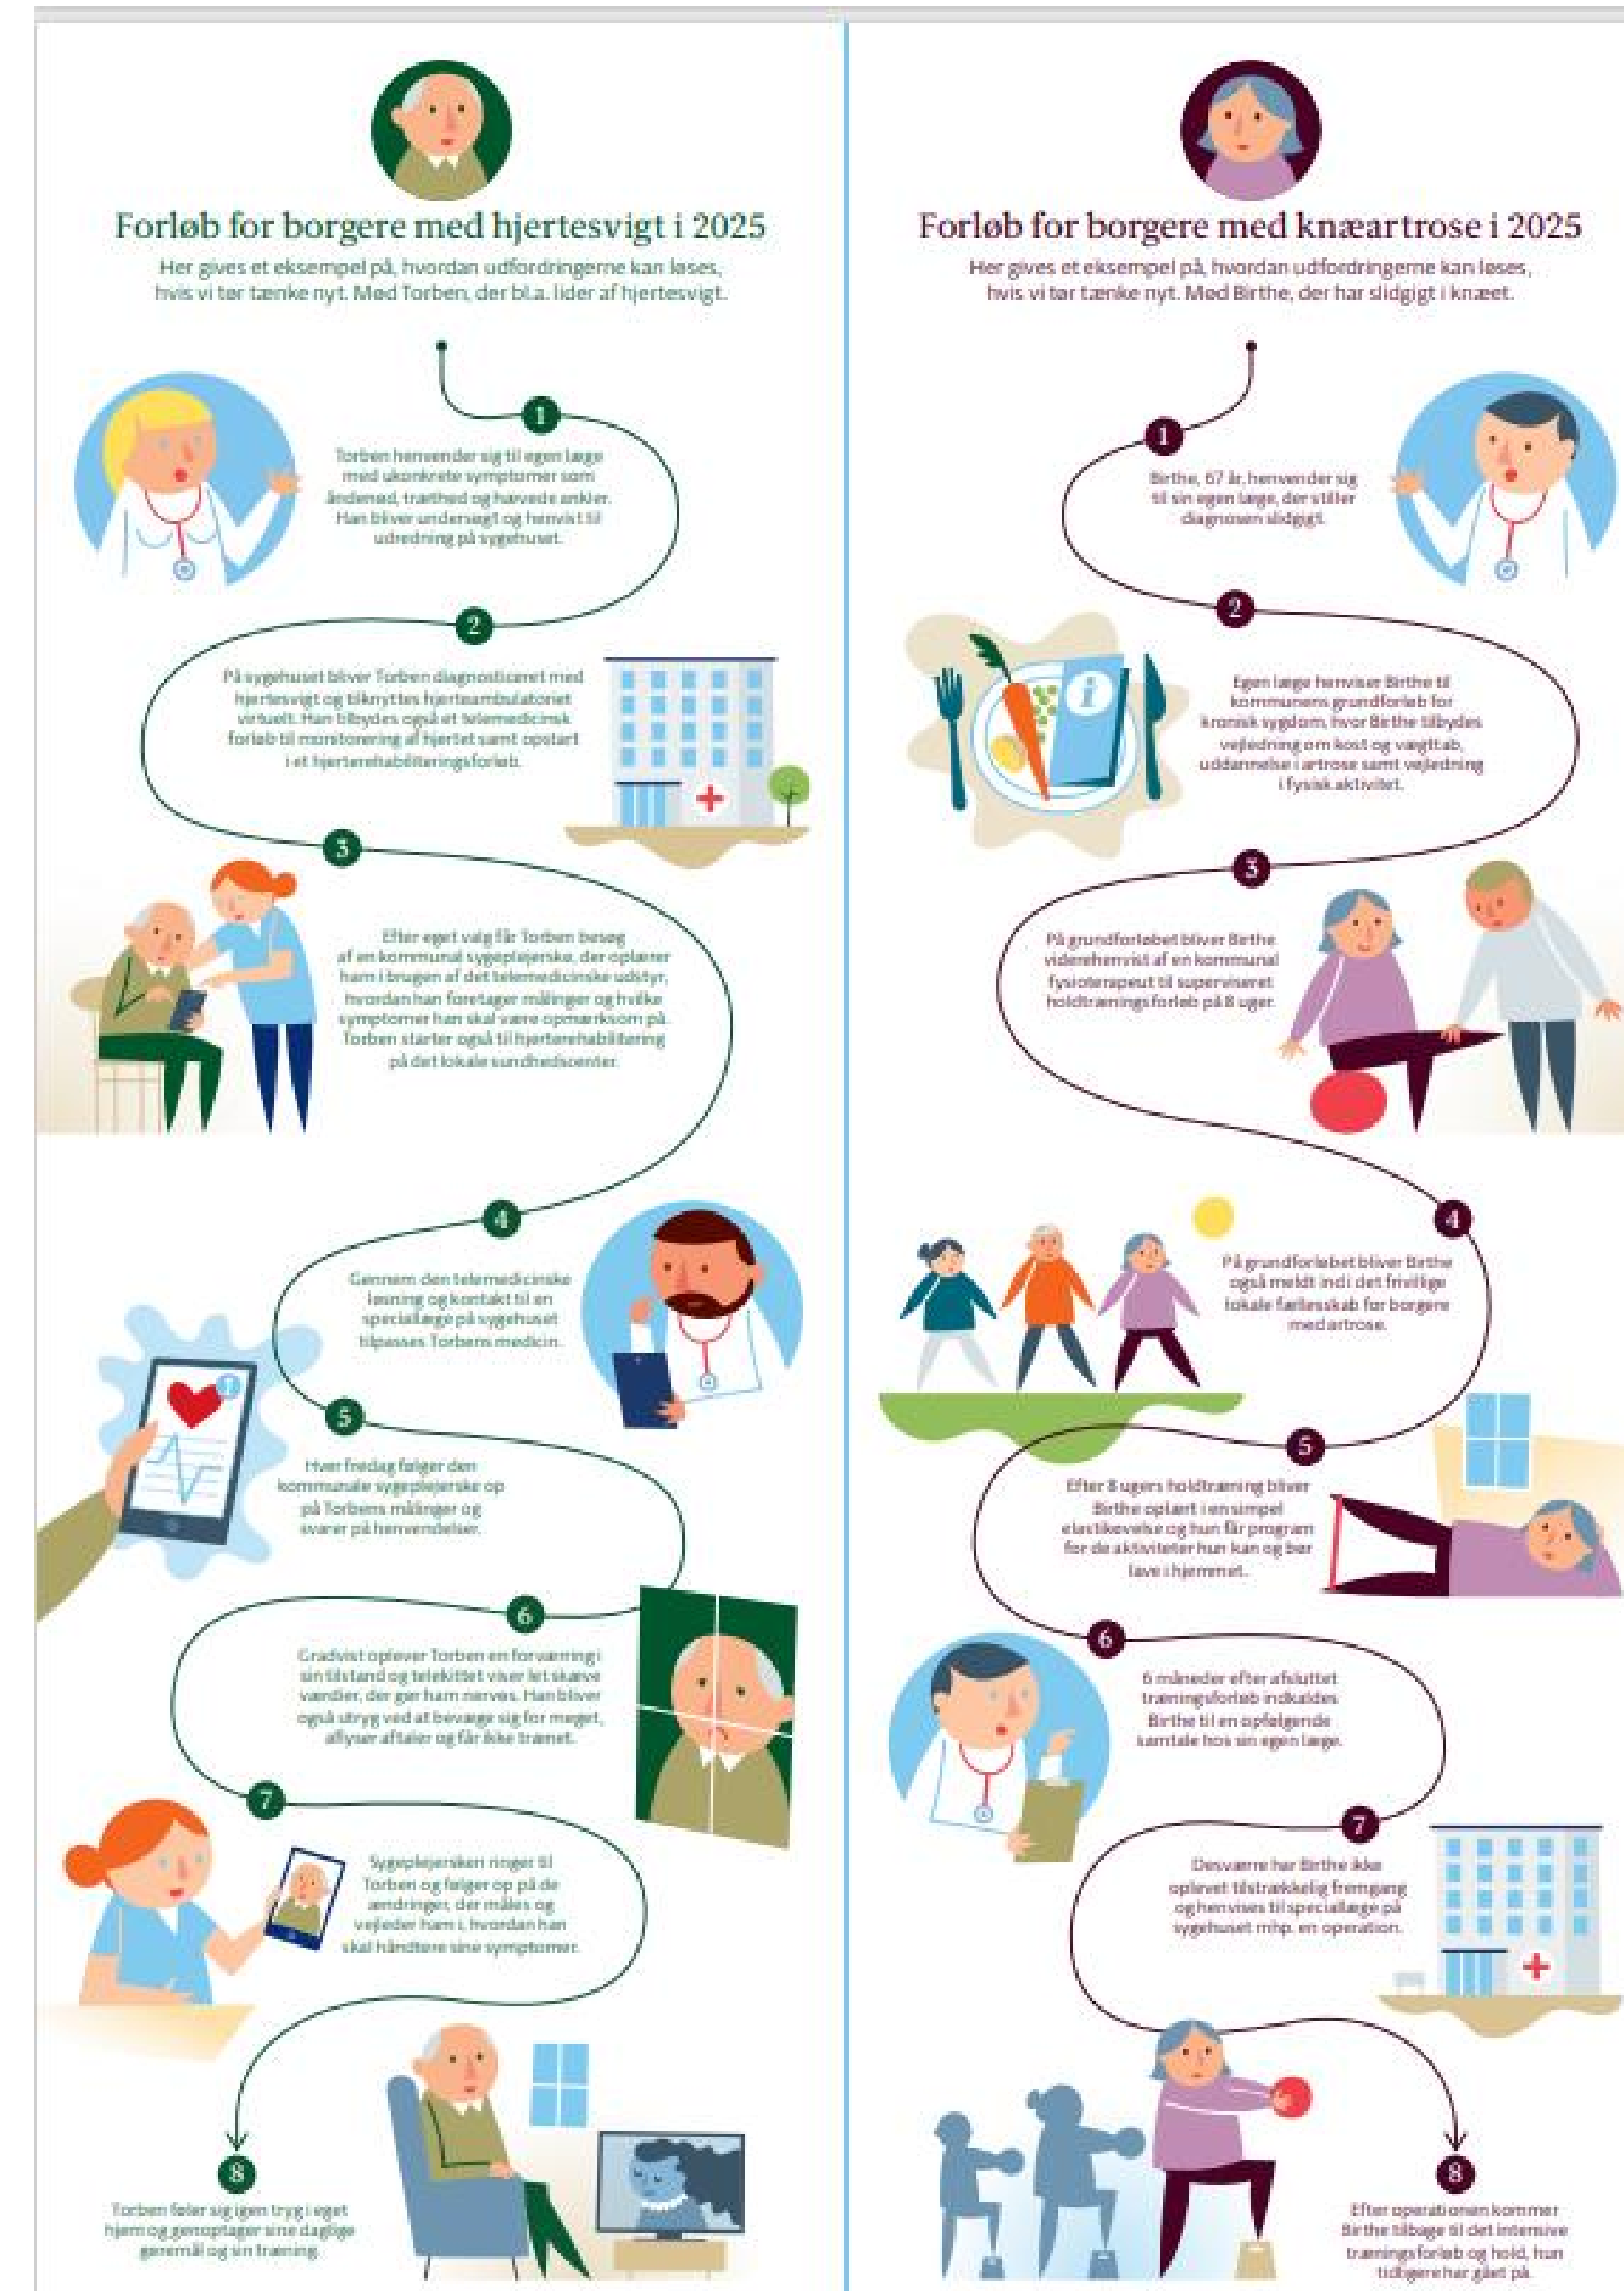 Forløb for borgere med hjertesvigt i 2025
Her gives et eksempel på, hvordan udfordringerne kan løses,
hvis vi tør tænke nyt. Mød Torben, der bl.a. lider af hjertesvigt.
1
Torben henvender sig til egen læge
med ukonkrete symptomer som
åndenød, træthed og hævede ankler.
Han bliver undersøgt og henvist til
udredning på sygehuset.
2
På sygehuset bliver Torben diagnosticeret med
hjertesvigt og tilknyttes hjerteambulatoriet
virtuelt. Han tilbydes også et telemedicinsk
forløb til monitorering af hjertet samt opstart
i et hjerterehabiliteringsforløb.
3
Efter eget valg får Torben besøg
af en kommunal sygeplejerske, der oplærer
ham i brugen af det telemedicinske udstyr,
hvordan han foretager målinger og hvilke
symptomer han skal være opmærksom på.
Torben starter også til hjerterehabilitering
på det lokale sundhedscenter.
4
Gennem den telemedicinske
løsning og kontakt til en
speciallæge på sygehuset
tilpasses Torbens medicin.
5
Hver fredag følger den
kommunale sygeplejerske op
på Torbens målinger og
svarer på henvendelser.
6
Gradvist oplever Torben en forværring i
sin tilstand og telekittet viser let skæve
værdier, der gør ham nervøs. Han bliver
også utryg ved at bevæge sig for meget,
aflyser aftaler og får ikke trænet.
7
Sygeplejersken ringer til
Torben og følger op på de
ændringer, der måles og
vejleder ham i, hvordan han
skal håndtere sine symptomer.
8
Torben føler sig igen tryg i eget
hjem og genoptager sine daglige
gøremål og sin træning.
Forløb for borgere med knæartrose i 2025
Her gives et eksempel på, hvordan udfordringerne kan løses,
hvis vi tør tænke nyt. Mød Birthe, der har slidgigt i knæet.
1
Birthe, 67 år, henvender sig
til sin egen læge, der stiller
diagnosen slidgigt.
2
i
Egen læge henviser Birthe til
kommunens grundforløb for
kronisk sygdom, hvor Birthe tilbydes
vejledning om kost og vægttab,
uddannelse i artrose samt vejledning
i fysisk aktivitet.
3
På grundforløbet bliver Birthe
viderehenvist af en kommunal
fysioterapeut til superviseret
holdtræningsforløb på 8 uger.
4
På grundforløbet bliver Birthe
også meldt ind i det frivillige
lokale fællesskab for borgere
med artrose.
5
Efter 8 ugers holdtræning bliver
Birthe oplært i en simpel
elastikøvelse og hun får program
for de aktiviteter hun kan og bør
lave i hjemmet.
6
6 måneder efter afsluttet
træningsforløb indkaldes
Birthe til en opfølgende
samtale hos sin egen læge.
7
Desværre har Birthe ikke
oplevet tilstrækkelig fremgang
og henvises til speciallæge på
sygehuset mhp. en operation.
8
Efter operationen kommer
Birthe tilbage til det intensive
træningsforløb og hold, hun
tidligere har gået på.